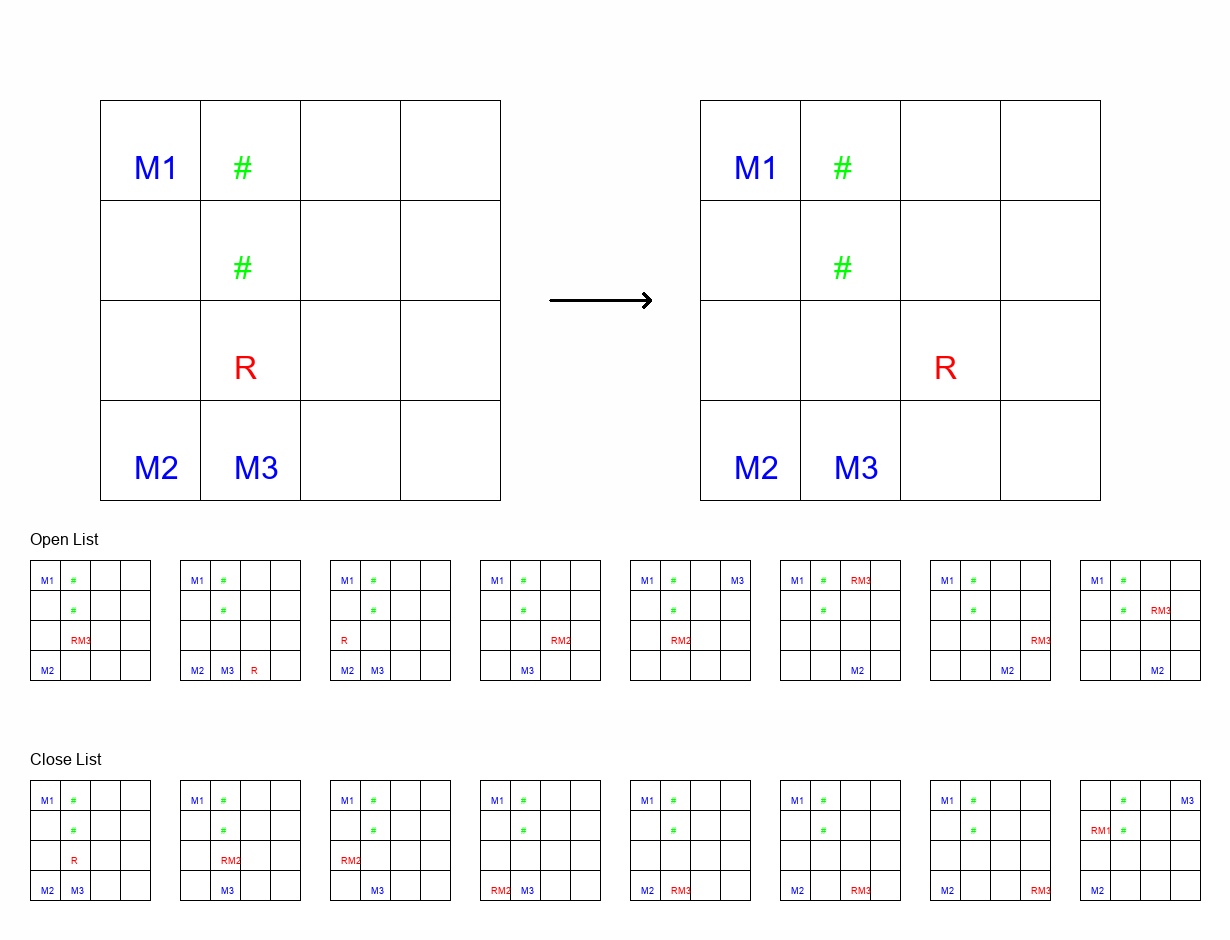 M1 # M1 #
# #
R R
M2 M3 M2 M3
Open List
M1 # M1 # M1 # M1 # M1 # M3 M1 # RM3 M1 # M1 #
# # # # # # # # RM3
RM3 R RM2 RM2 RM3
M2 M2 M3 R M2 M3 M3 M2 M2 M2
Close List
M1 # M1 # M1 # M1 # M1 # M1 # M1 # # M3
# # # # # # # RM1 #
R RM2 RM2
M2 M3 M3 M3 RM2 M3 M2 RM3 M2 RM3 M2 RM3 M2